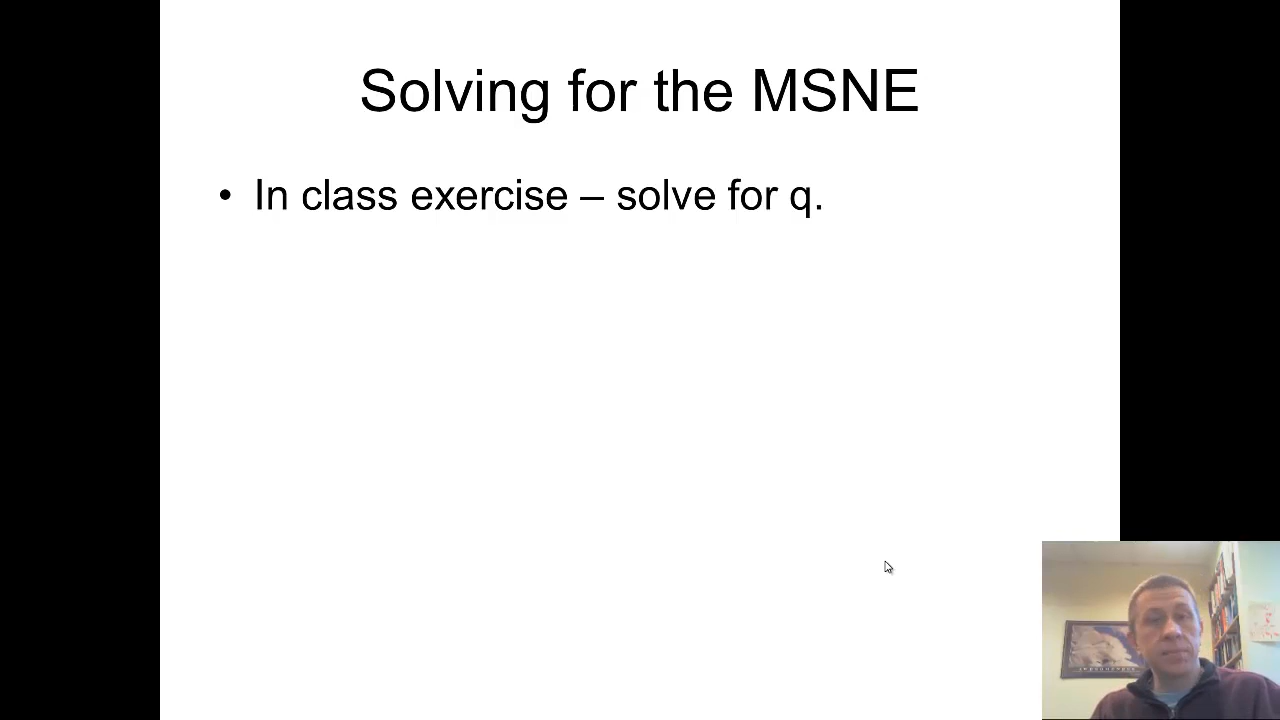 Solving for the MSNE
• In class exercise – solve for q.